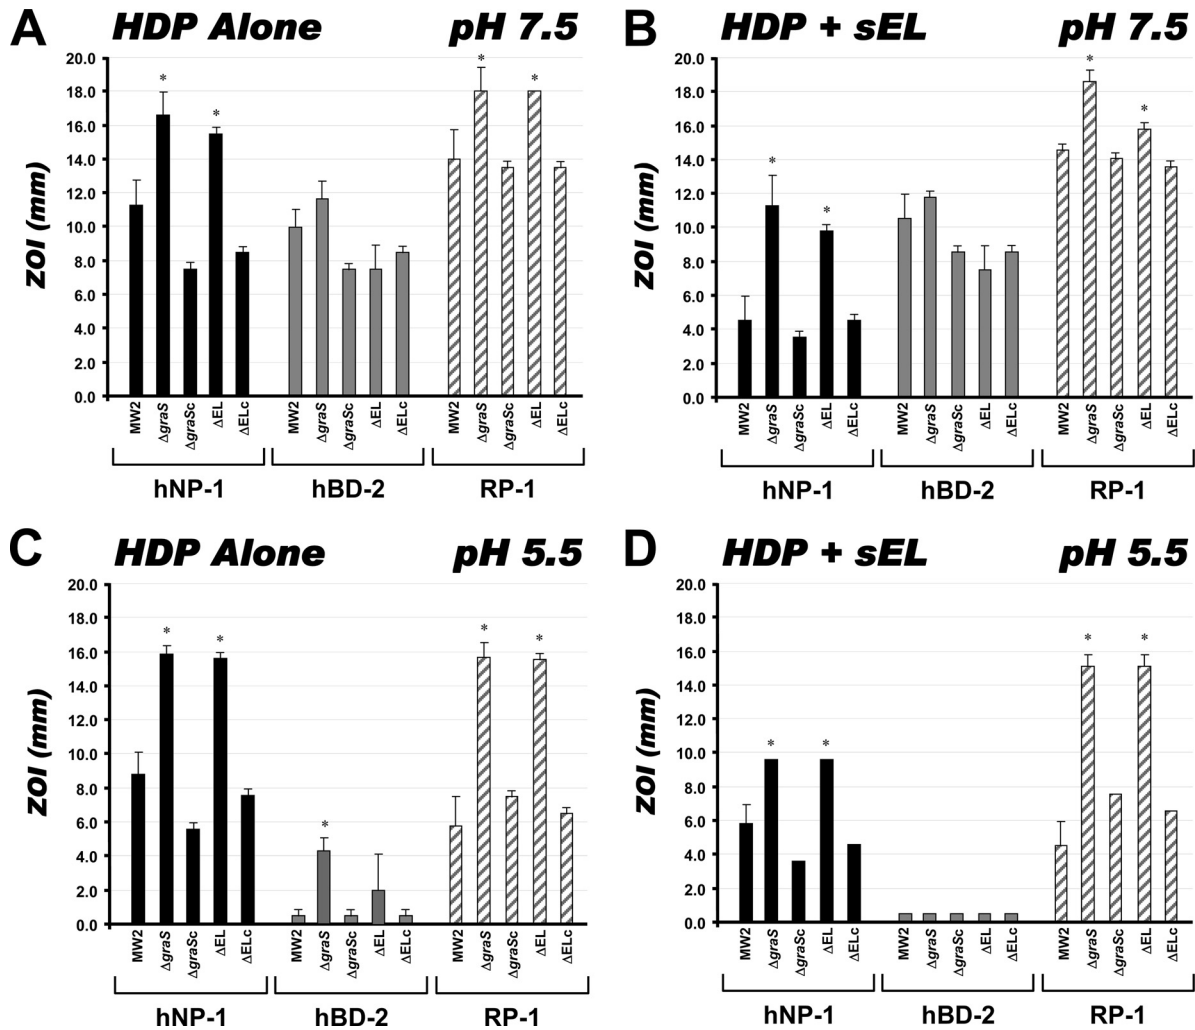 A HDP Alone pH 7.5
20.0
18.0
16.0
14.0
12.0
10.0
8.0
6.0
4.0
2.0
0.0
ZOI (mm)
* * * *
MW2 ΔgraS ΔgraSc ΔEL ΔELc MW2 ΔgraS ΔgraSc ΔEL ΔELc MW2 ΔgraS ΔgraSc ΔEL ΔELc
hNP-1 hBD-2 RP-1
B HDP + sEL pH 7.5
20.0
18.0
16.0
14.0
12.0
10.0
8.0
6.0
4.0
2.0
0.0
ZOI (mm)
* * * *
MW2 ΔgraS ΔgraSc ΔEL ΔELc MW2 ΔgraS ΔgraSc ΔEL ΔELc MW2 ΔgraS ΔgraSc ΔEL ΔELc
hNP-1 hBD-2 RP-1
C HDP Alone pH 5.5
20.0
18.0
16.0
14.0
12.0
10.0
8.0
6.0
4.0
2.0
0.0
ZOI (mm)
* * * * *
MW2 ΔgraS ΔgraSc ΔEL ΔELc MW2 ΔgraS ΔgraSc ΔEL ΔELc MW2 ΔgraS ΔgraSc ΔEL ΔELc
hNP-1 hBD-2 RP-1
D HDP + sEL pH 5.5
20.0
18.0
16.0
14.0
12.0
10.0
8.0
6.0
4.0
2.0
0.0
ZOI (mm)
* * * *
MW2 ΔgraS ΔgraSc ΔEL ΔELc MW2 ΔgraS ΔgraSc ΔEL ΔELc MW2 ΔgraS ΔgraSc ΔEL ΔELc
hNP-1 hBD-2 RP-1